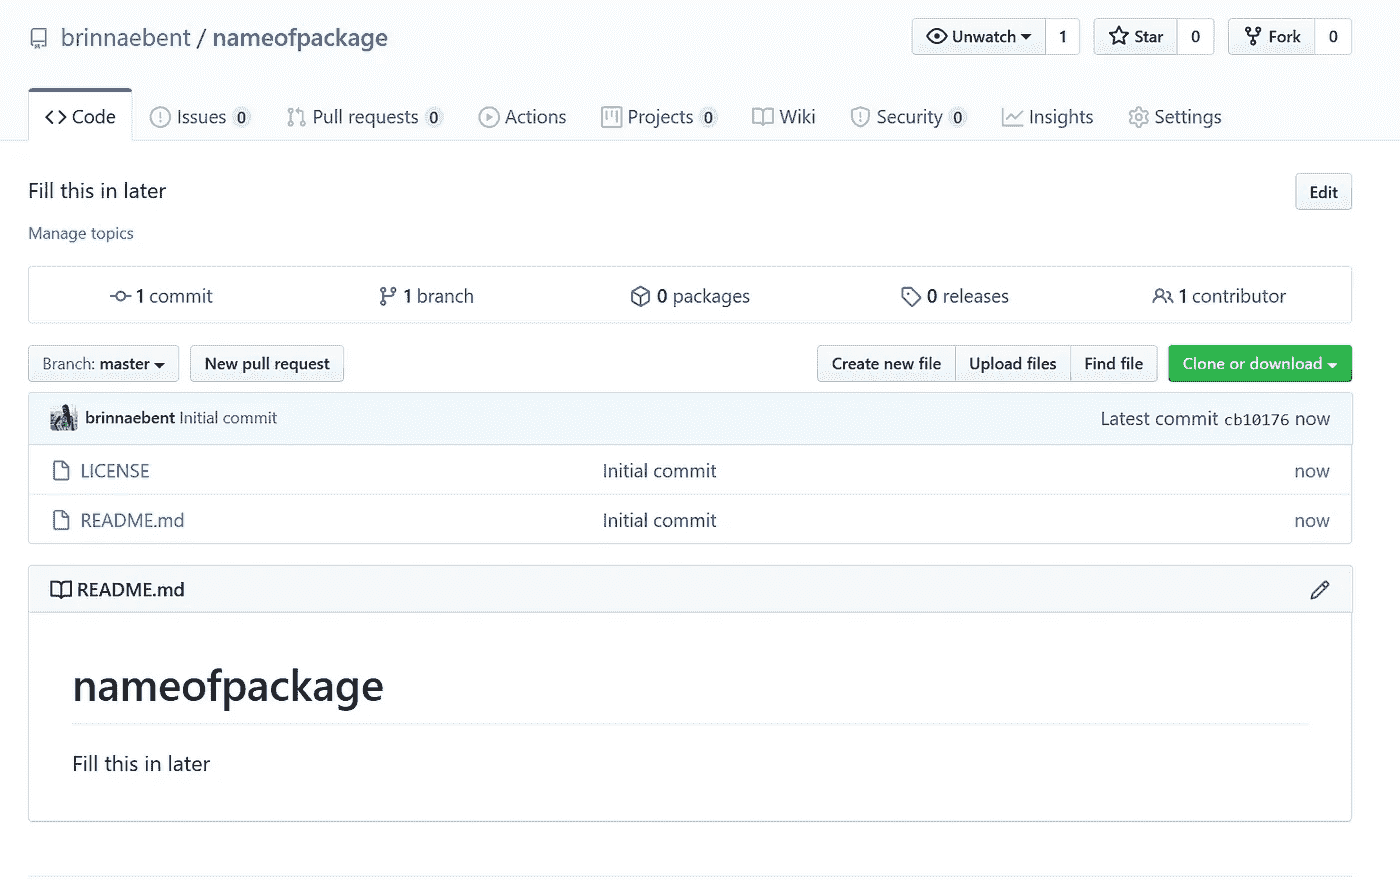 brinnaebent / nameofpackage
Unwatch 1 Star 0 Fork 0
Code Issues 0 Pull requests 0 Actions Projects 0 Wiki Security 0 Insights Settings
Fill this in later Edit
Manage topics
1 commit 1 branch 0 packages 0 releases 1 contributor
Branch: master New pull request Create new file Upload files Find file Clone or download
brinnaebent Initial commit Latest commit cb10176 now
LICENSE Initial commit now
README.md Initial commit now
README.md
nameofpackage
Fill this in later